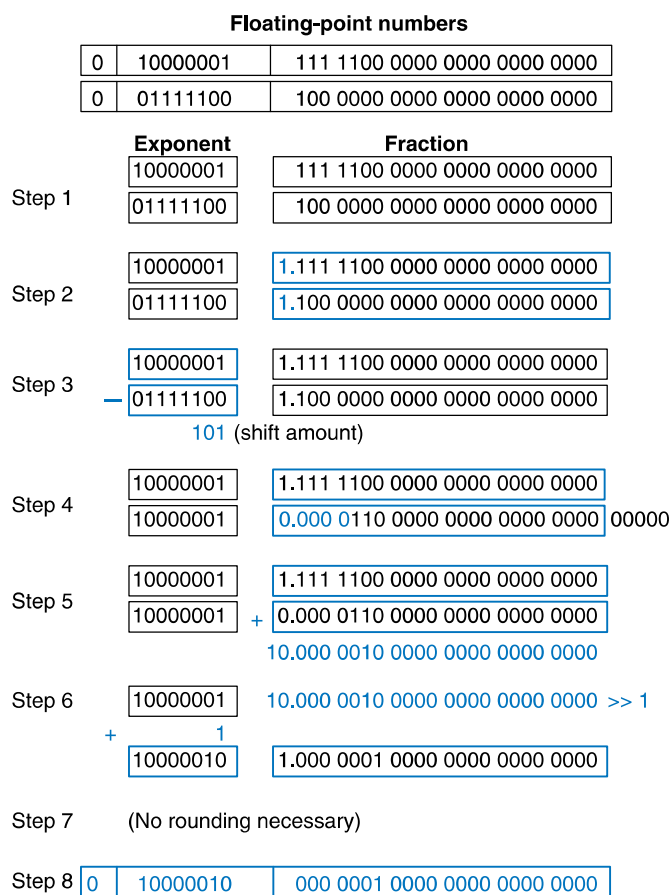 Floating-point numbers
0 10000001 111 1100 0000 0000 0000 0000
0 01111100 100 0000 0000 0000 0000 0000
Exponent Fraction
10000001 111 1100 0000 0000 0000 0000
Step 1
01111100 100 0000 0000 0000 0000 0000
10000001 1.111 1100 0000 0000 0000 0000
Step 2
01111100 1.100 0000 0000 0000 0000 0000
10000001 1.111 1100 0000 0000 0000 0000
Step 3
— 01111100 1.100 0000 0000 0000 0000 0000
101 (shift amount)
10000001 1.111 1100 0000 0000 0000 0000
Step 4
10000001 0.000 0110 0000 0000 0000 0000 00000
10000001 1.111 1100 0000 0000 0000 0000
Step 5
10000001 + 0.000 0110 0000 0000 0000 0000
10.000 0010 0000 0000 0000 0000
Step 6 10000001 10.000 0010 0000 0000 0000 0000 >> 1
+ 1
10000010 1.000 0001 0000 0000 0000 0000
Step 7 (No rounding necessary)
Step 8 0 10000010 000 0001 0000 0000 0000 0000